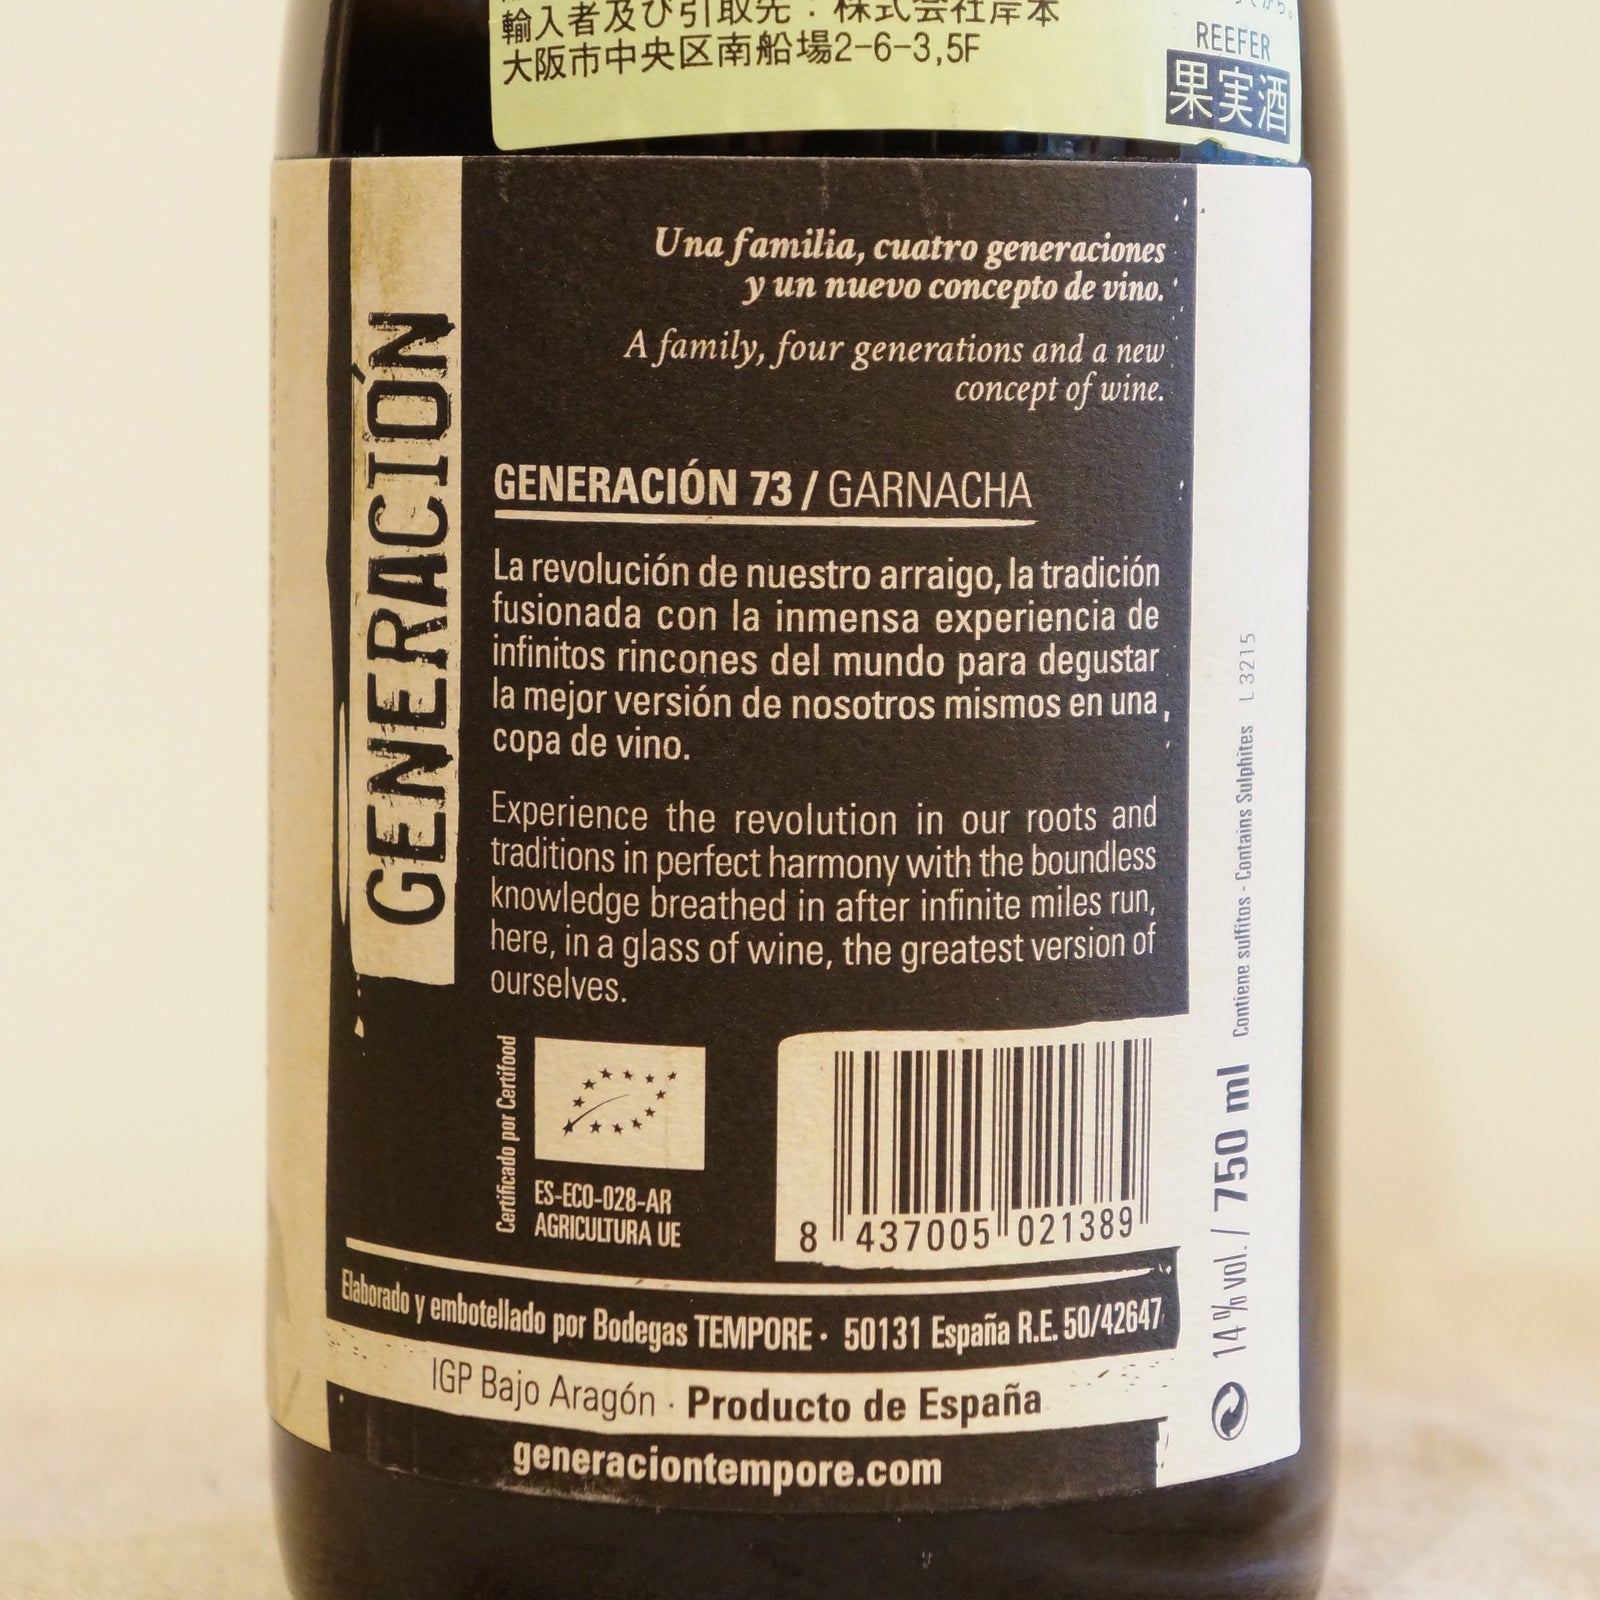 輸入者及び引取先:株式会社岸本
大阪市中央区南船場2-6-3,5F
REEFER
果実酒
GENERACIÓN
Una familia, cuatro generaciones
y un nuevo concepto de vino.
A family, four generations and a new
concept of wine.
GENERACIÓN 73 / GARNACHA
La revolución de nuestro arraigo, la tradición
fusionada con la inmensa experiencia de
infinitos rincones del mundo para degustar
la mejor versión de nosotros mismos en una
copa de vino.
Experience the revolution in our roots and
traditions in perfect harmony with the boundless
knowledge breathed in after infinite miles run,
here, in a glass of wine, the greatest version of
ourselves.
Certificado por Certifood
ES-ECO-028-AR
AGRICULTURA UE
8 437005 021389
Elaborado y embotellado por Bodegas TEMPORE · 50131 España R.E. 50/42647
IGP Bajo Aragón · Producto de España
generaciontempore.com
14% vol. / 750 ml Contiene sulfitos - Contains Sulphites L 3215